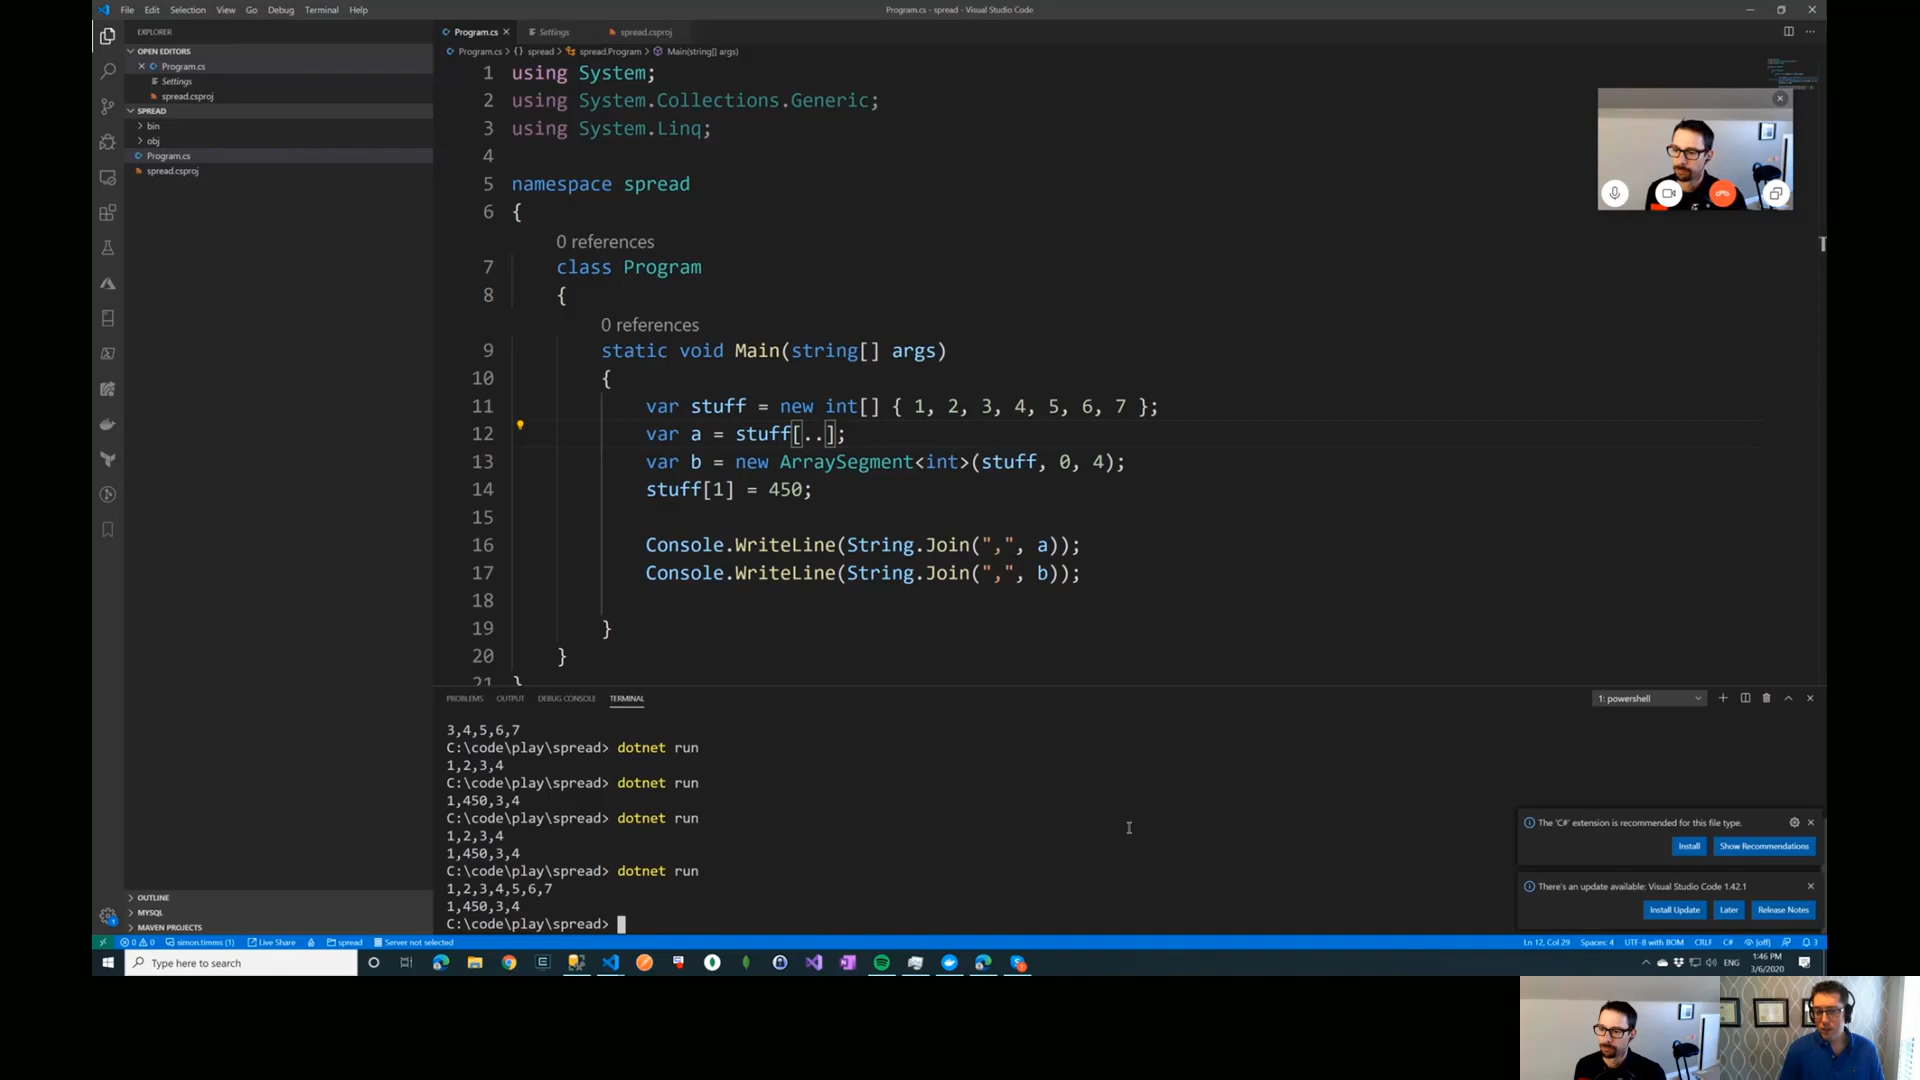 File Edit Selection View Go Debug Terminal Help
Program.cs - spread - Visual Studio Code
EXPLORER
OPEN EDITORS
Program.cs
Settings
spread.csproj
SPREAD
bin
obj
Program.cs
spread.csproj
OUTLINE
MYSQL
MAVEN PROJECTS
Program.cs Settings spread.csproj
Program.cs > {} spread > spread.Program > Main(string[] args)
1 using System;
2 using System.Collections.Generic;
3 using System.Linq;
4
5 namespace spread
6 {
0 references
7 class Program
8 {
0 references
9 static void Main(string[] args)
10 {
11 var stuff = new int[] { 1, 2, 3, 4, 5, 6, 7 };
12 var a = stuff[..];
13 var b = new ArraySegment<int>(stuff, 0, 4);
14 stuff[1] = 450;
15
16 Console.WriteLine(String.Join(",", a));
17 Console.WriteLine(String.Join(",", b));
18
19 }
20 }
21 }
PROBLEMS OUTPUT DEBUG CONSOLE TERMINAL
1: powershell
3,4,5,6,7
C:\code\play\spread> dotnet run
1,2,3,4
C:\code\play\spread> dotnet run
1,450,3,4
C:\code\play\spread> dotnet run
1,2,3,4
1,450,3,4
C:\code\play\spread> dotnet run
1,2,3,4,5,6,7
1,450,3,4
C:\code\play\spread>
The 'C#' extension is recommended for this file type.
Install Show Recommendations
There's an update available: Visual Studio Code 1.42.1
Install Update Later Release Notes
0 0 simon.timms (1) Live Share spread Server not selected
Ln 12, Col 29 Spaces: 4 UTF-8 with BOM CRLF C# [off] 3
Type here to search
ENG
1:46 PM
3/6/2020